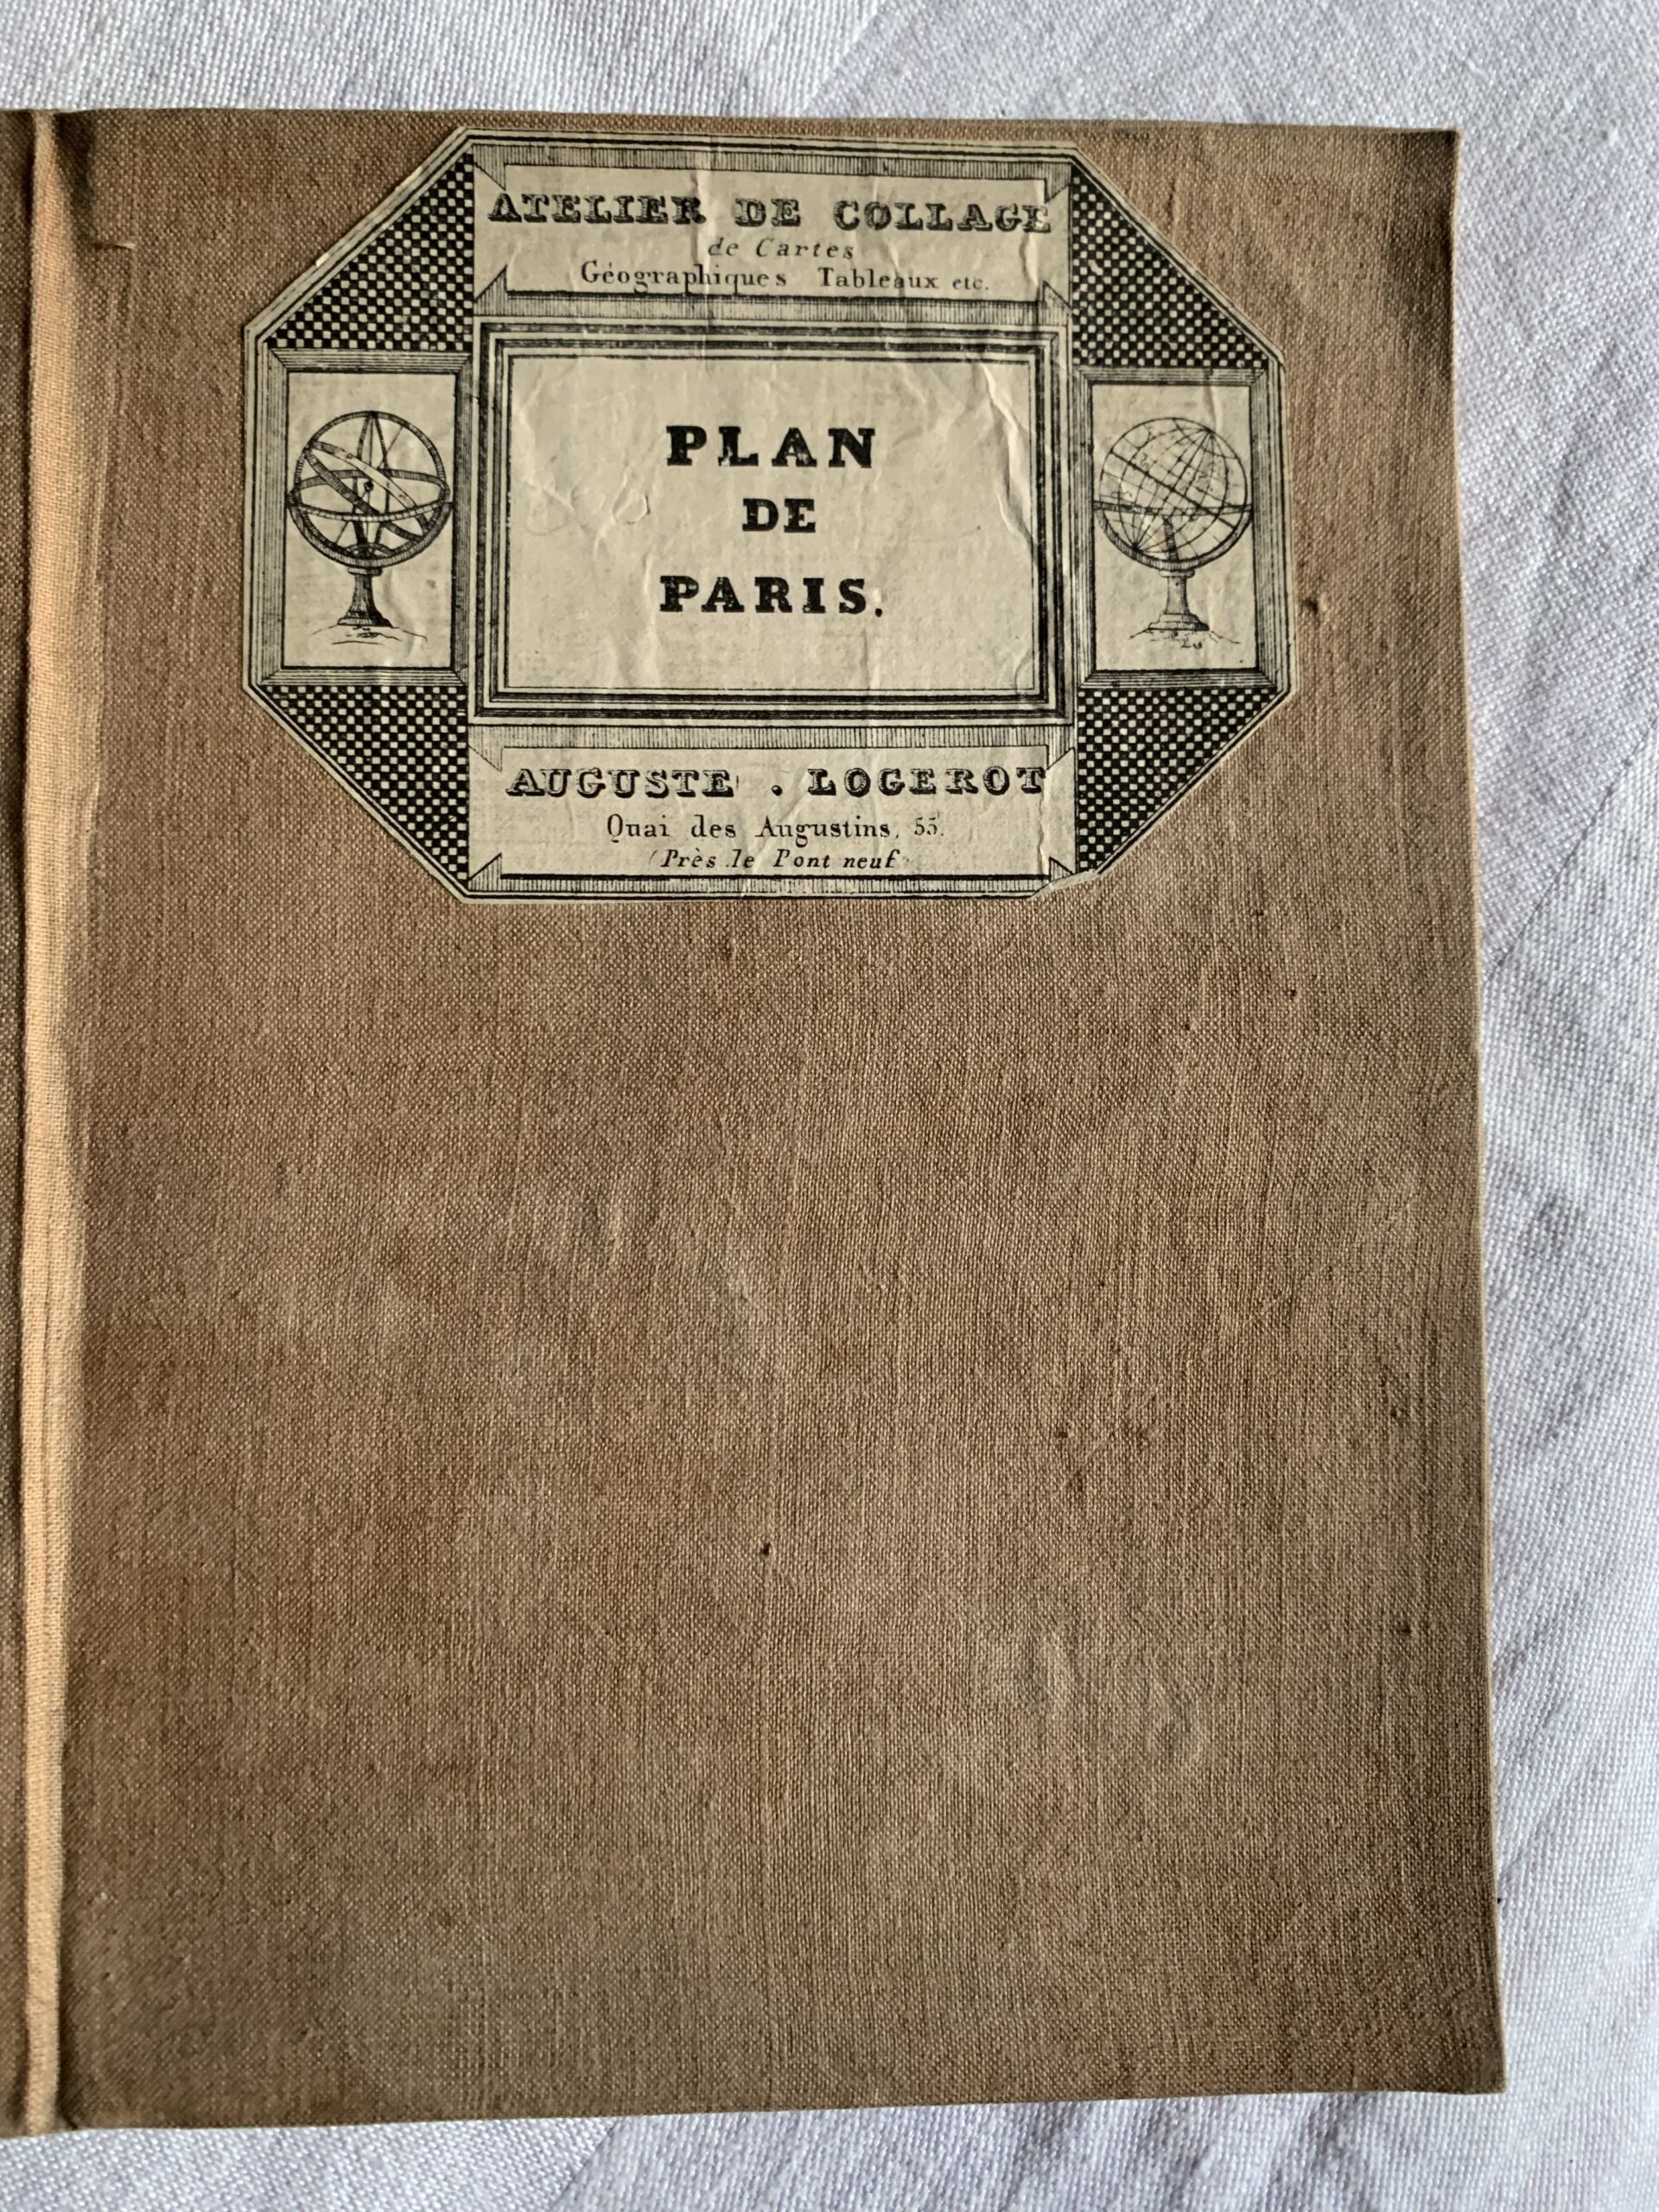 ATELIER DE COLLAGE
de Cartes
Géographiques Tableaux etc.
PLAN
DE
PARIS.
AUGUSTE . LOGEROT
Quai des Augustins, 55.
(Près le Pont neuf)